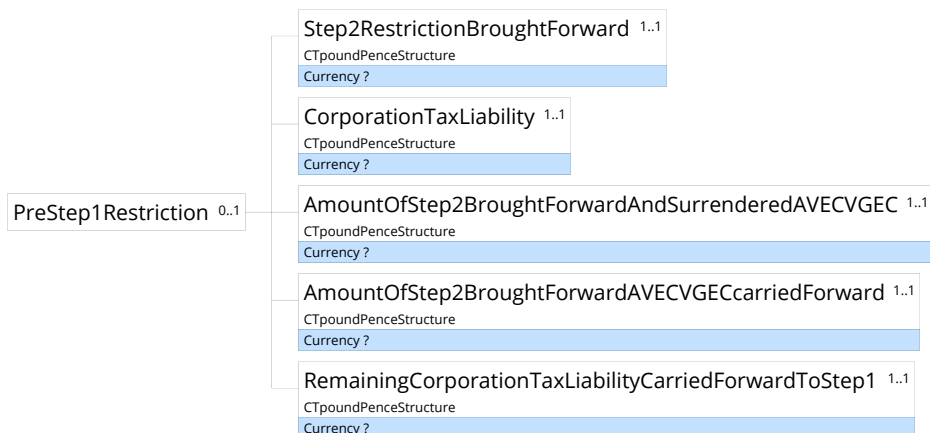 Step2RestrictionBroughtForward 1..1
CTpoundPenceStructure
Currency ?
CorporationTaxLiability 1..1
CTpoundPenceStructure
Currency ?
PreStep1Restriction 0..1
AmountOfStep2BroughtForwardAndSurrenderedAVECVGEC 1..1
CTpoundPenceStructure
Currency ?
AmountOfStep2BroughtForwardAVECVGECcarriedForward 1..1
CTpoundPenceStructure
Currency ?
RemainingCorporationTaxLiabilityCarriedForwardToStep1 1..1
CTpoundPenceStructure
Currency ?